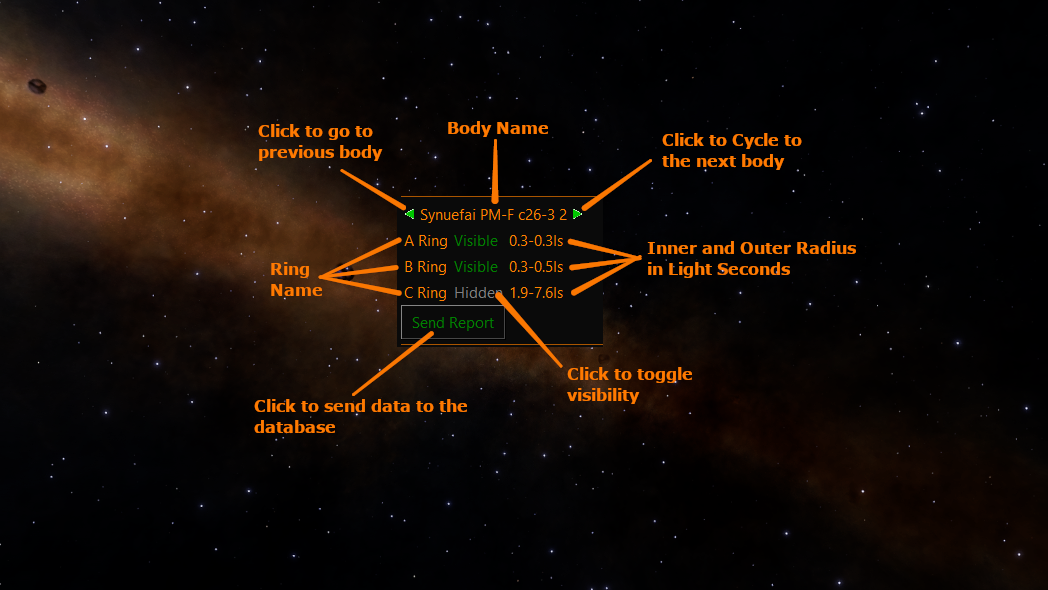 Click to go to
previous body
Body Name
Click to Cycle to
the next body
Synuefai PM-F c26-3 2
A Ring Visible 0.3-0.3ls
B Ring Visible 0.3-0.5ls
C Ring Hidden 1.9-7.6ls
Send Report
Ring
Name
Inner and Outer Radius
in Light Seconds
Click to toggle
visibility
Click to send data to the
database